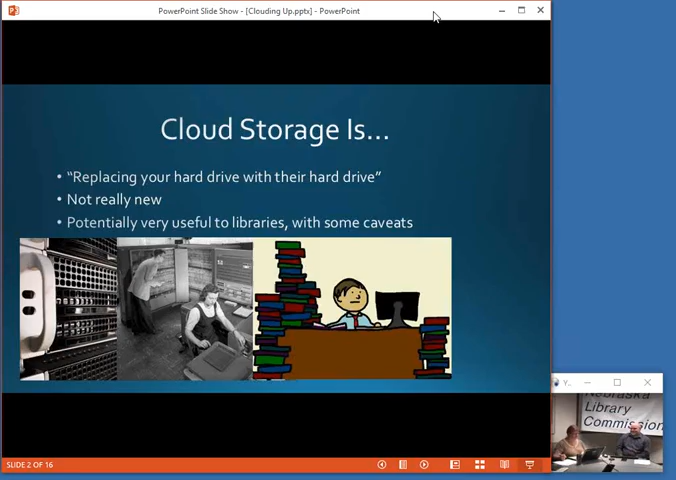 PowerPoint Slide Show - [Clouding Up.pptx] - PowerPoint
Cloud Storage Is...
• "Replacing your hard drive with their hard drive"
• Not really new
• Potentially very useful to libraries, with some caveats
Y...
Nebraska
Library
Commission
SLIDE 2 OF 16